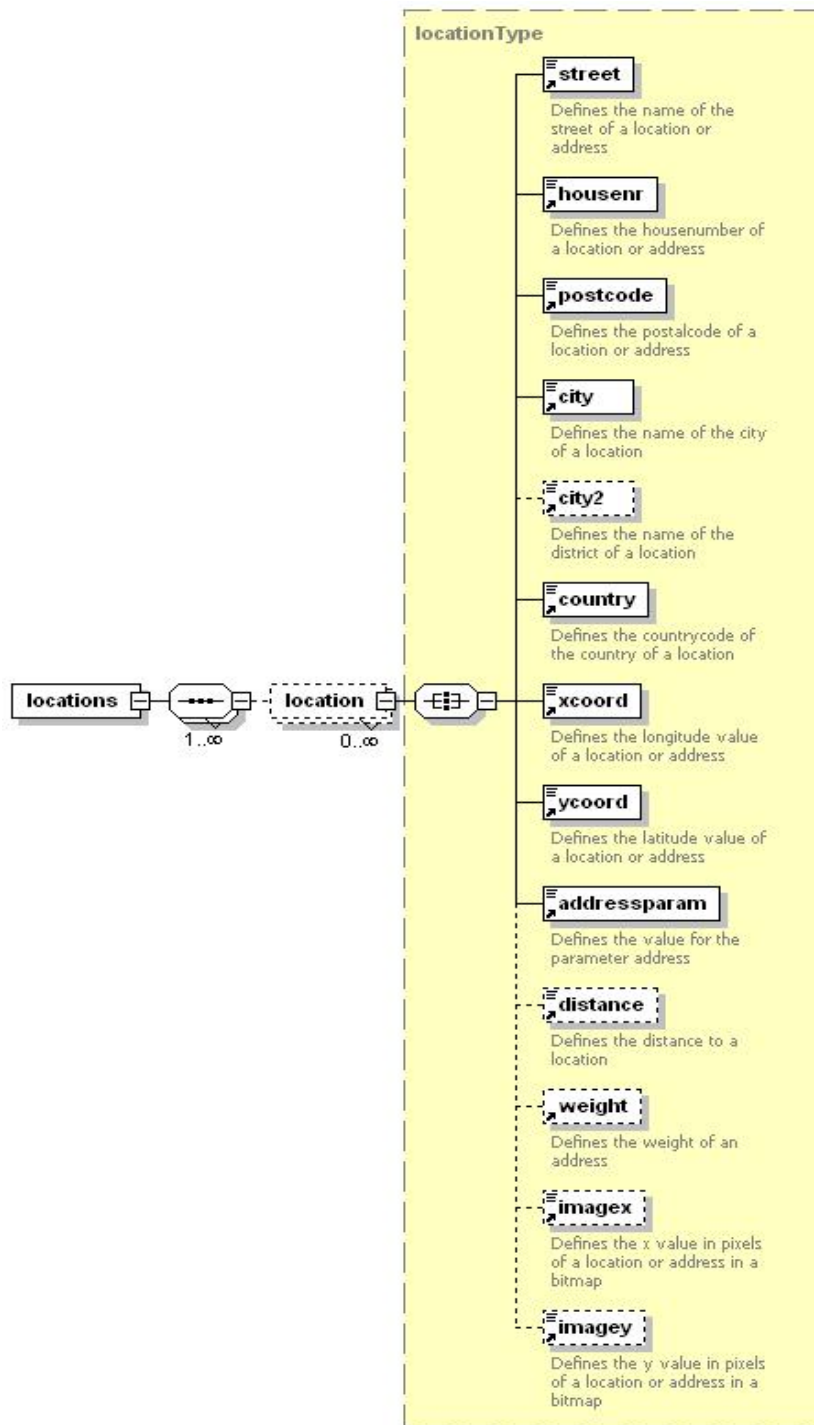 locationType
street
Defines the name of the
street of a location or
address
housenr
Defines the housenumber of
a location or address
postcode
Defines the postalcode of a
location or address
city
Defines the name of the city
of a location
city2
Defines the name of the
district of a location
country
Defines the countrycode of
the country of a location
locations
1..∞
location
0..∞
xcoord
Defines the longitude value
of a location or address
ycoord
Defines the latitude value of
a location or address
addressparam
Defines the value for the
parameter address
distance
Defines the distance to a
location
weight
Defines the weight of an
address
imagex
Defines the x value in pixels
of a location or address in a
bitmap
imagey
Defines the y value in pixels
of a location or address in a
bitmap